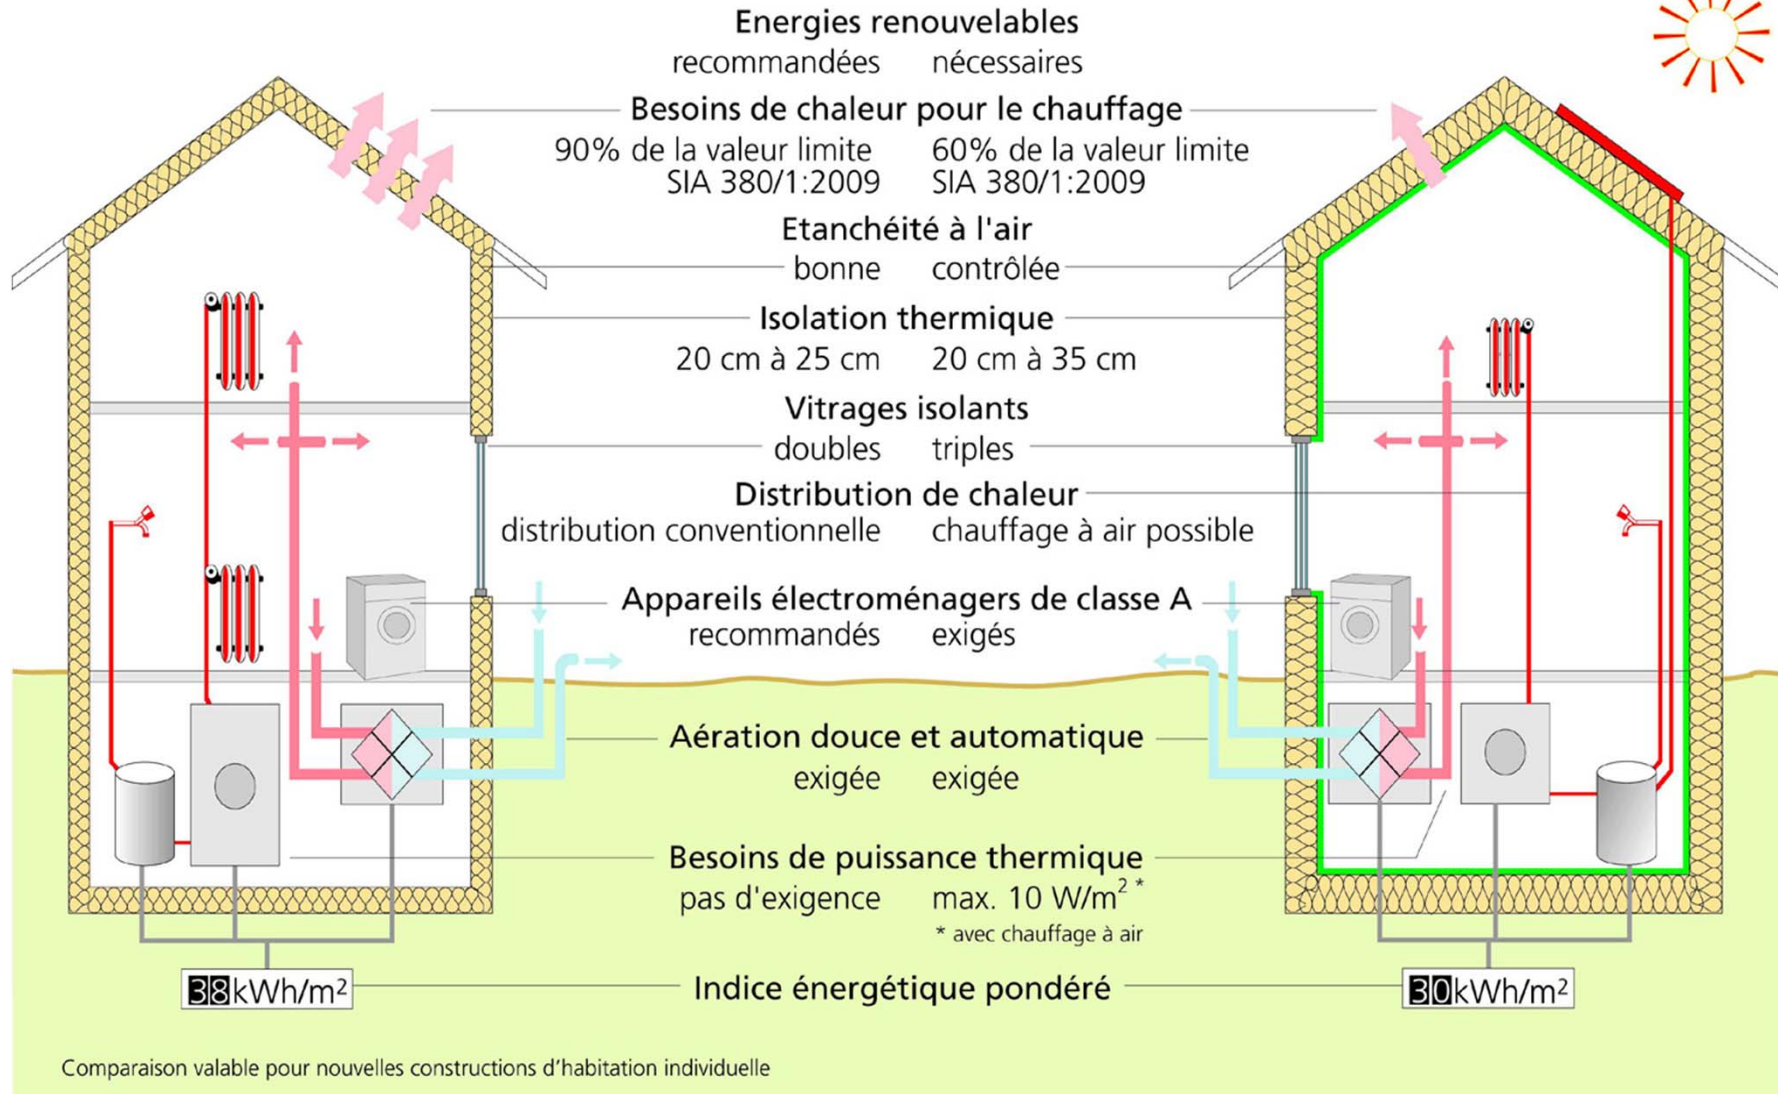 Energies renouvelables
recommandées nécessaires
Besoins de chaleur pour le chauffage
90% de la valeur limite 60% de la valeur limite
SIA 380/1:2009 SIA 380/1:2009
Etanchéité à l'air
bonne contrôlée
Isolation thermique
20 cm à 25 cm 20 cm à 35 cm
Vitrages isolants
doubles triples
Distribution de chaleur
distribution conventionnelle chauffage à air possible
Appareils électroménagers de classe A
recommandés exigés
Aération douce et automatique
exigée exigée
Besoins de puissance thermique
pas d'exigence max. 10 W/m² *
* avec chauffage à air
38kWh/m² Indice énergétique pondéré 30kWh/m²
Comparaison valable pour nouvelles constructions d'habitation individuelle